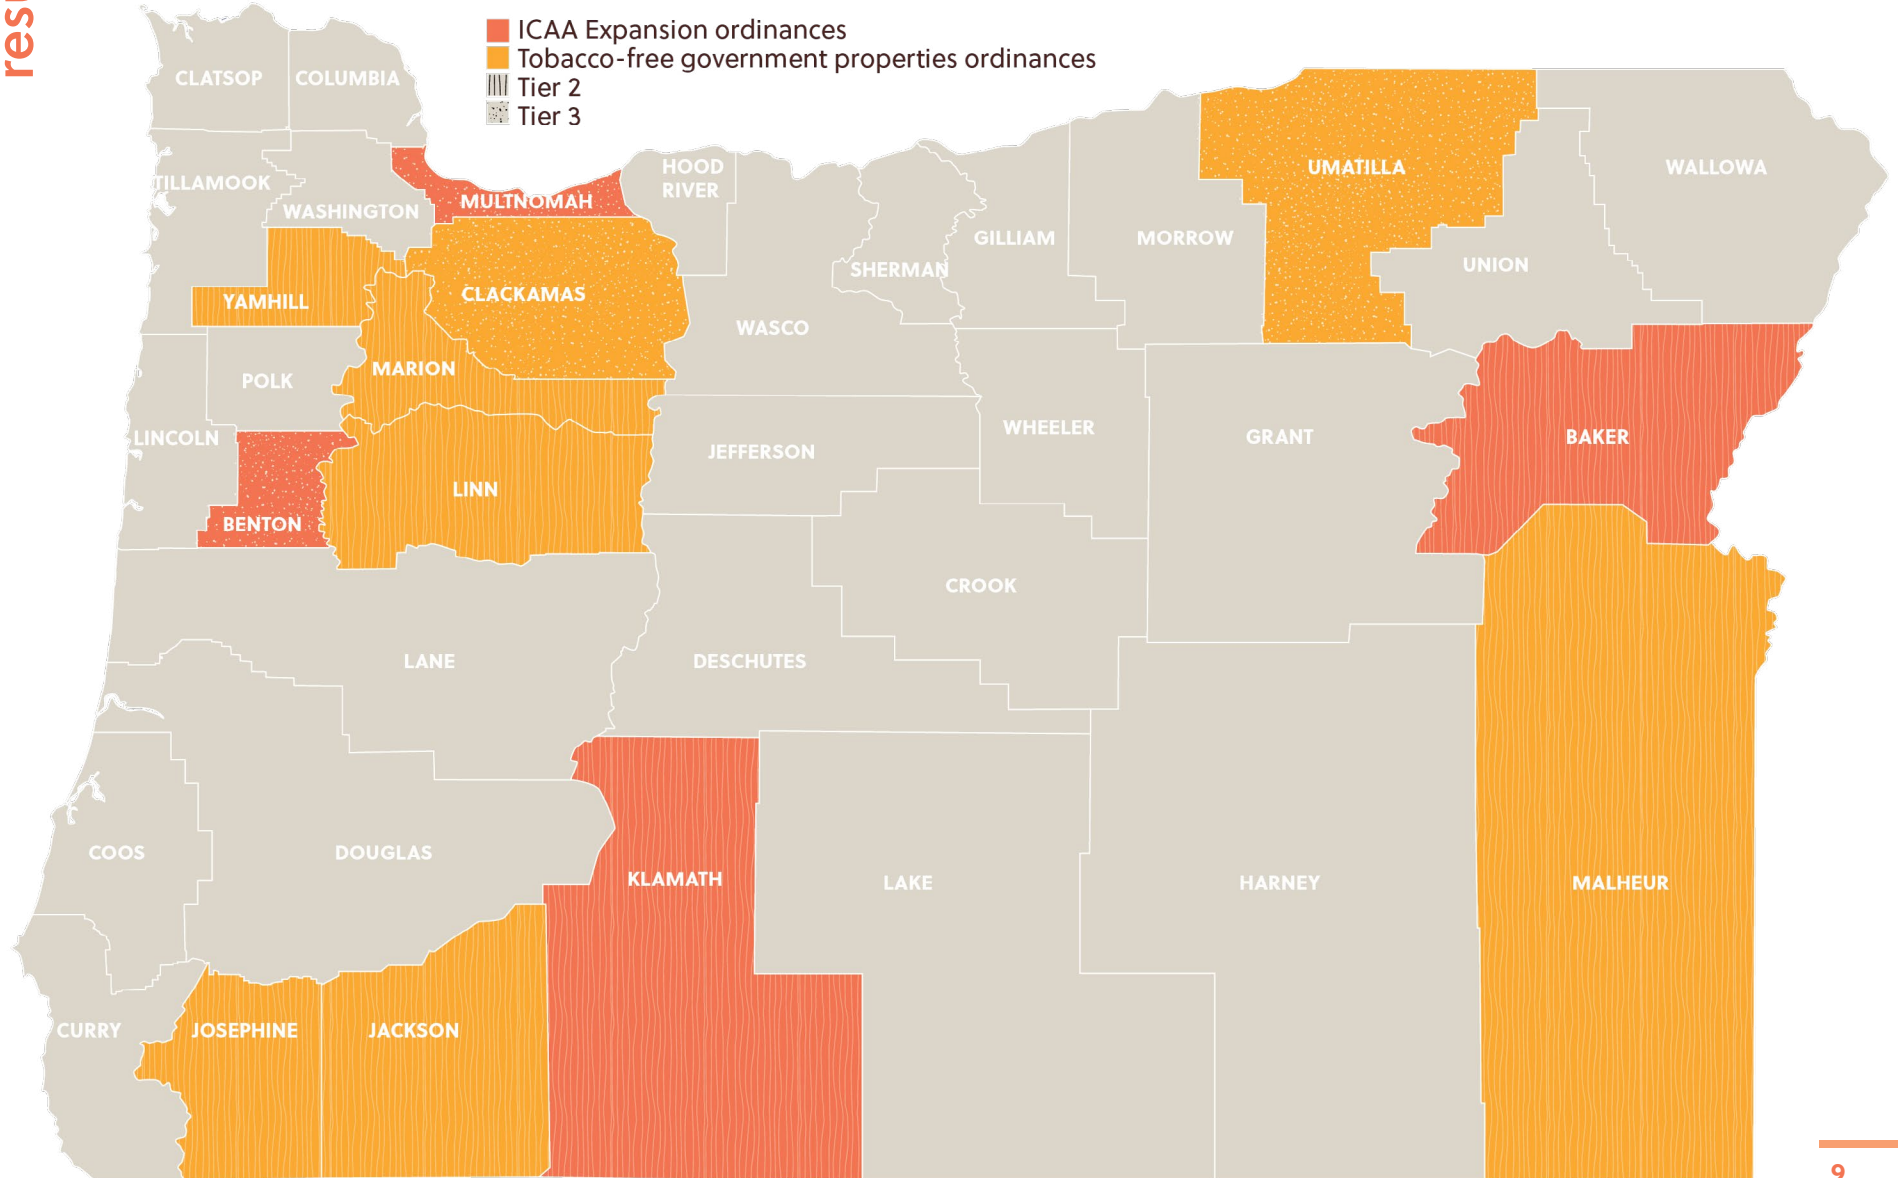 resu
ICAA Expansion ordinances
Tobacco-free government properties ordinances
Tier 2
Tier 3
CLATSOP
COLUMBIA
TILLAMOOK
WASHINGTON
MULTNOMAH
HOOD
RIVER
GILLIAM
MORROW
UMATILLA
WALLOWA
UNION
SHERMAN
YAMHILL
CLACKAMAS
WASCO
MARION
POLK
LINCOLN
JEFFERSON
WHEELER
GRANT
BAKER
LINN
BENTON
CROOK
LANE
DESCHUTES
COOS
DOUGLAS
KLAMATH
LAKE
HARNEY
MALHEUR
CURRY
JOSEPHINE
JACKSON
9